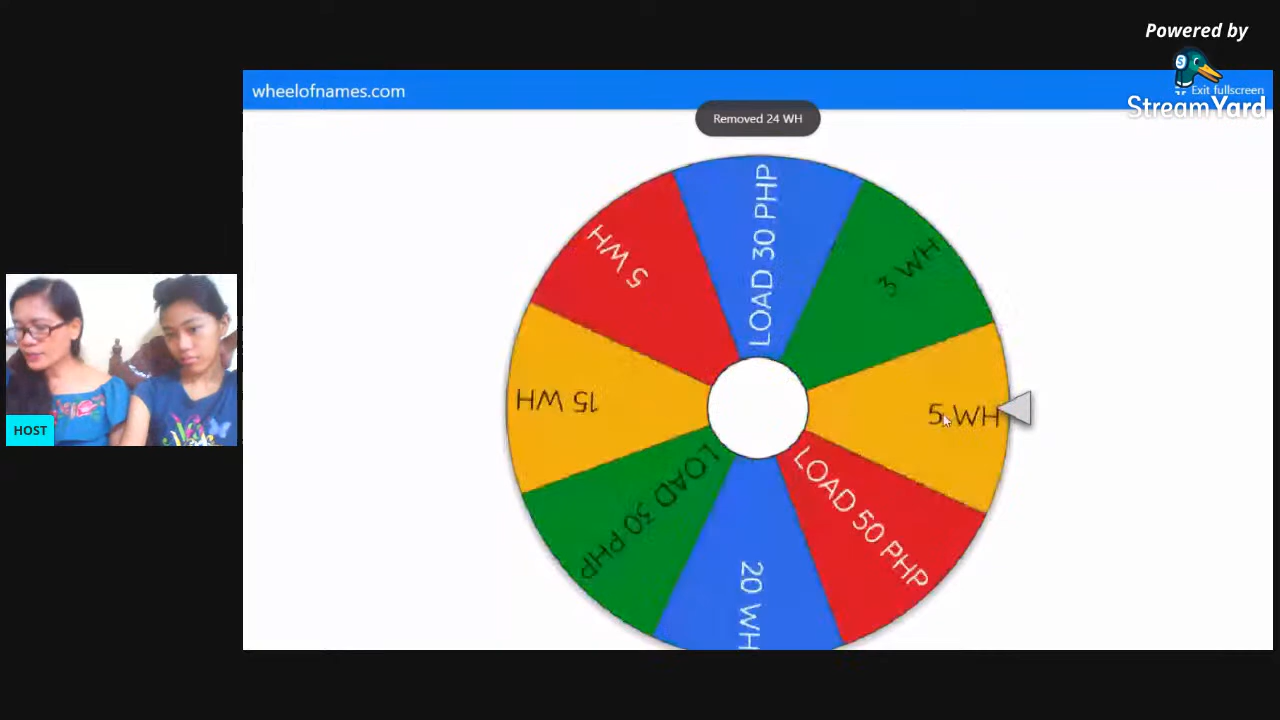 Powered by
StreamYard
wheelofnames.com
Exit fullscreen
Removed 24 WH
LOAD 30 PHP
3 WH
5 WH
5 WH
15 WH
LOAD 50 PHP
LOAD 30 PHP
20 WH
HOST